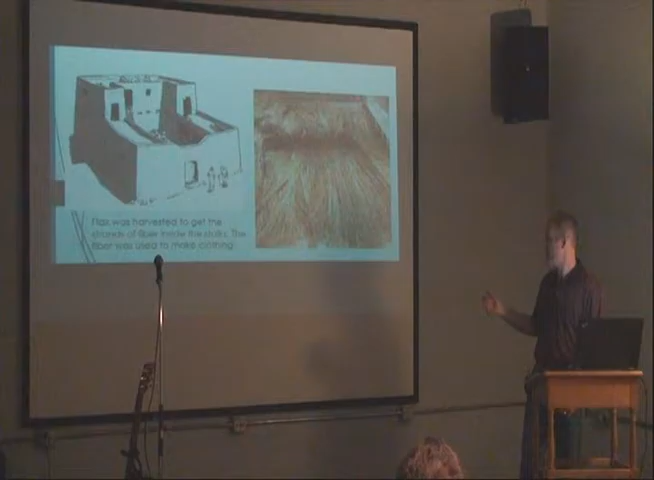 Flax was harvested to get the
strands of fiber inside the stalks. The
fiber was used to make clothing.